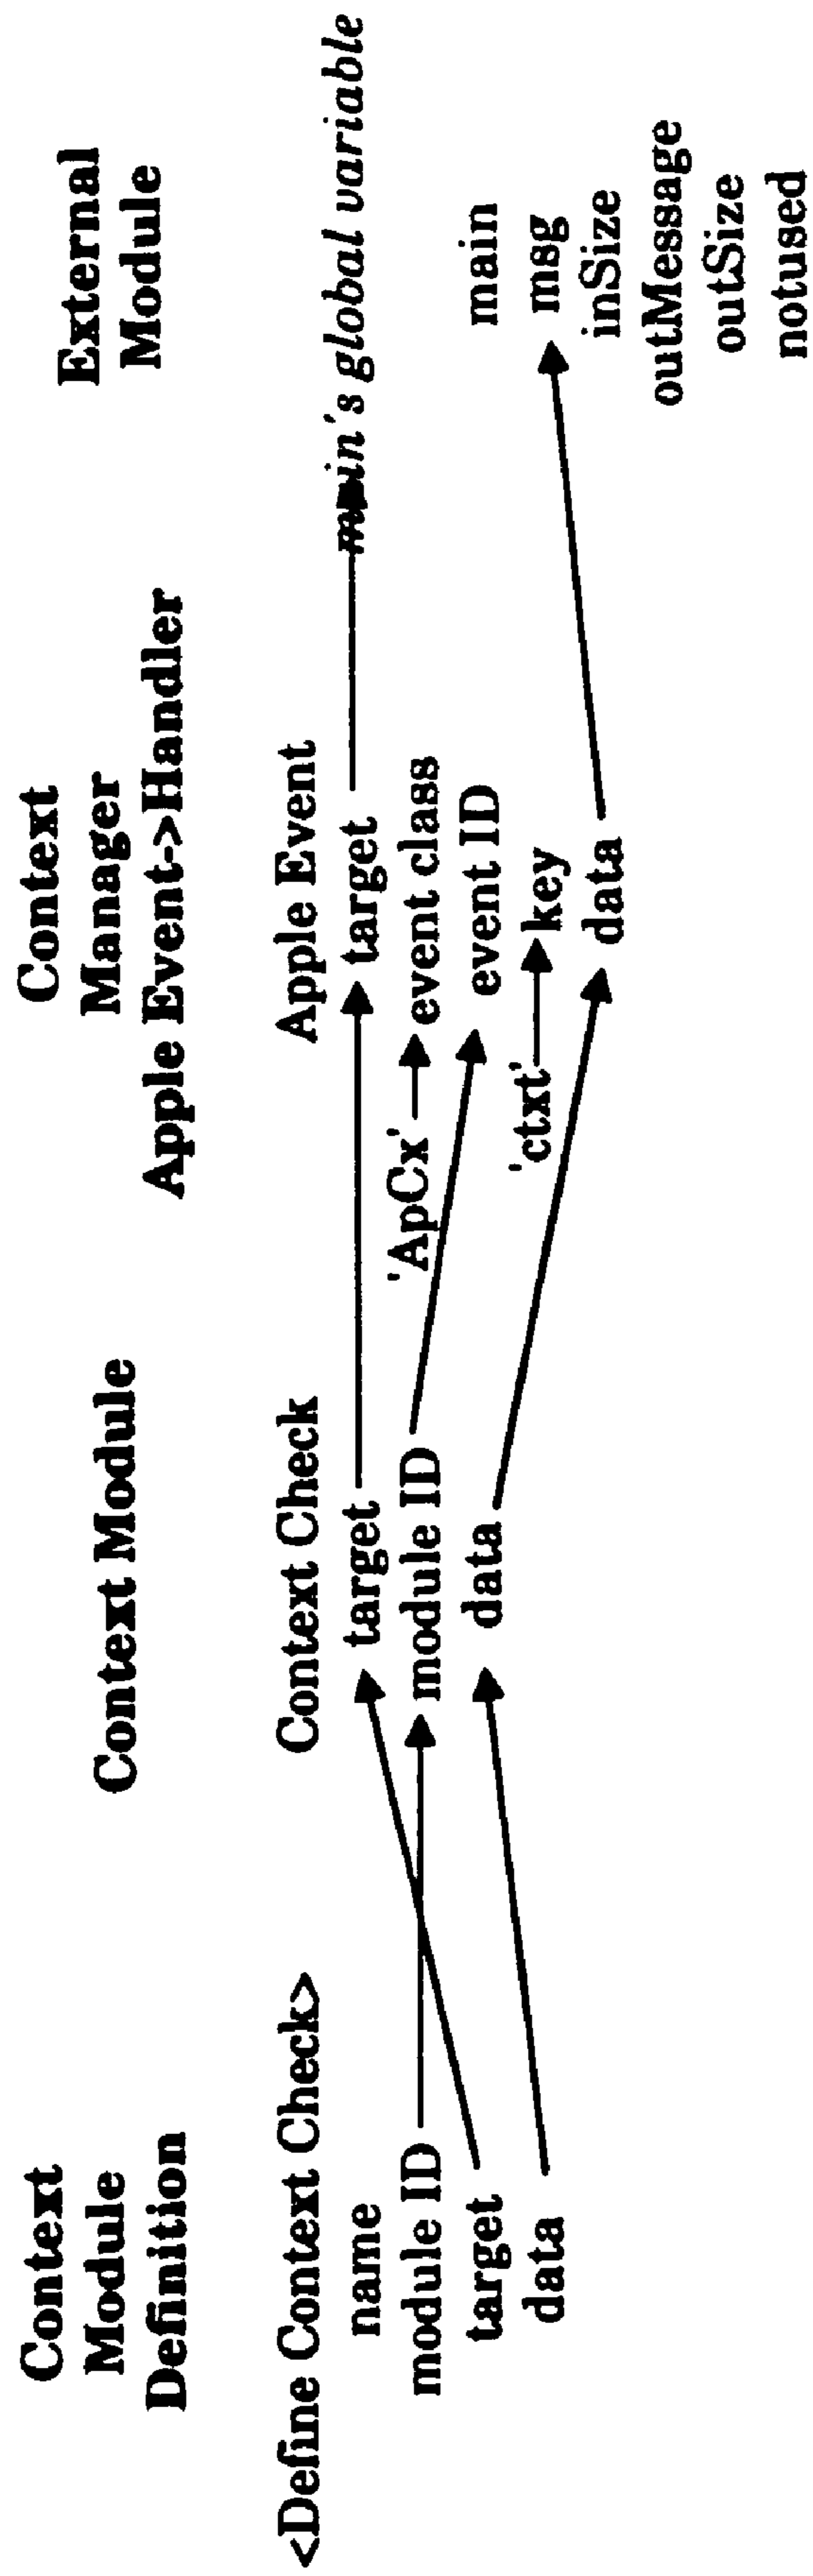 Context
Module
Definition
<Define Context Check>
name
module ID
target
data
Context Module
Context Check
target
module ID
data
Context
Manager
Apple Event->Handler
Apple Event
target
'ApCx'
event class
event ID
'ctxt'
key
data
External
Module
main's global variable
main
msg
inSize
outMessage
outSize
notused